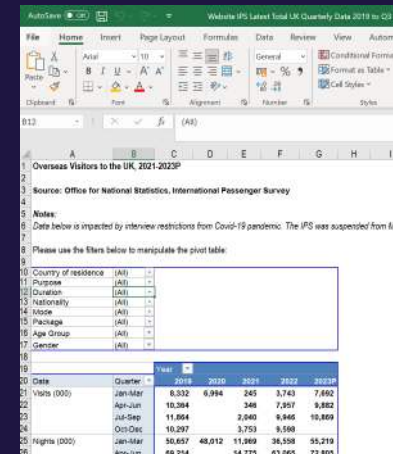 AutoSave Website IPS Latest Total UK Quarterly Data 2019 to Q3
File Home Insert Page Layout Formulas Data Review View Autom
Paste Arial 10 General Conditional Forma
B I U Format as Table
Cell Styles
Clipboard Font Alignment Number Styles
B12 fx (All)
A B C D E F G H I
1 Overseas Visitors to the UK, 2021-2023P
2
3 Source: Office for National Statistics, International Passenger Survey
4
5 Notes:
6 Data below is impacted by interview restrictions from Covid-19 pandemic. The IPS was suspended from M
7
8 Please use the filters below to manipulate the pivot table:
9
10 Country of residence (All)
11 Purpose (All)
12 Duration (All)
13 Nationality (All)
14 Mode (All)
15 Package (All)
16 Age Group (All)
17 Gender (All)
18
19 Year
20 Data Quarter 2019 2020 2021 2022 2023P
21 Visits (000) Jan-Mar 8,332 6,994 245 3,743 7,692
22 Apr-Jun 10,364 346 7,957 9,882
23 Jul-Sep 11,864 2,040 9,946 10,869
24 Oct-Dec 10,297 3,753 9,598
25 Nights (000) Jan-Mar 50,657 48,012 11,969 36,558 55,219